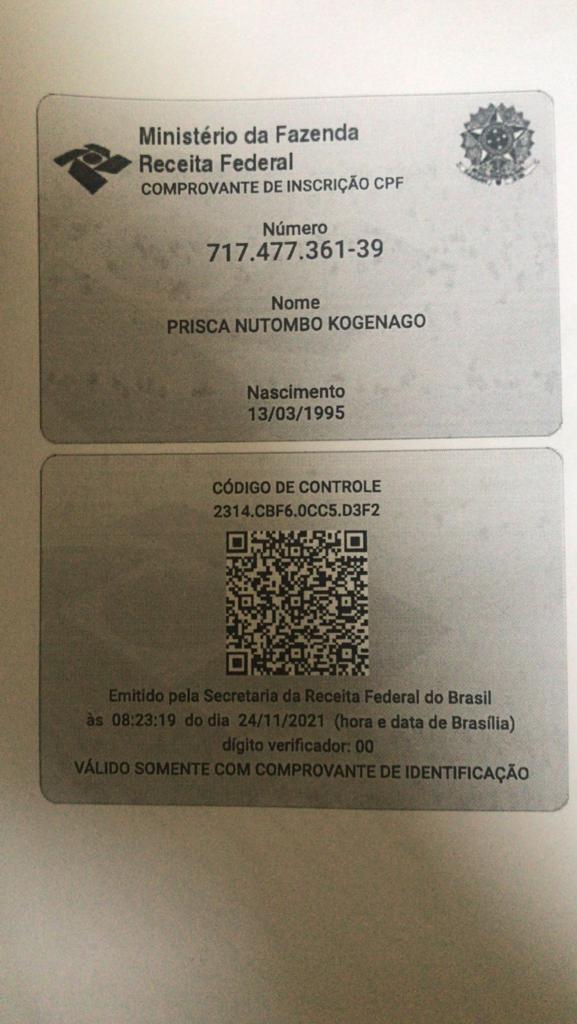 Ministério da Fazenda
Receita Federal
COMPROVANTE DE INSCRIÇÃO CPF
Número
717.477.361-39
Nome
PRISCA NUTOMBO KOGENAGO
Nascimento
13/03/1995
CÓDIGO DE CONTROLE
2314.CBF6.0CC5.D3F2
Emitido pela Secretaria da Receita Federal do Brasil
às 08:23:19 do dia 24/11/2021 (hora e data de Brasília)
dígito verificador: 00
VÁLIDO SOMENTE COM COMPROVANTE DE IDENTIFICAÇÃO